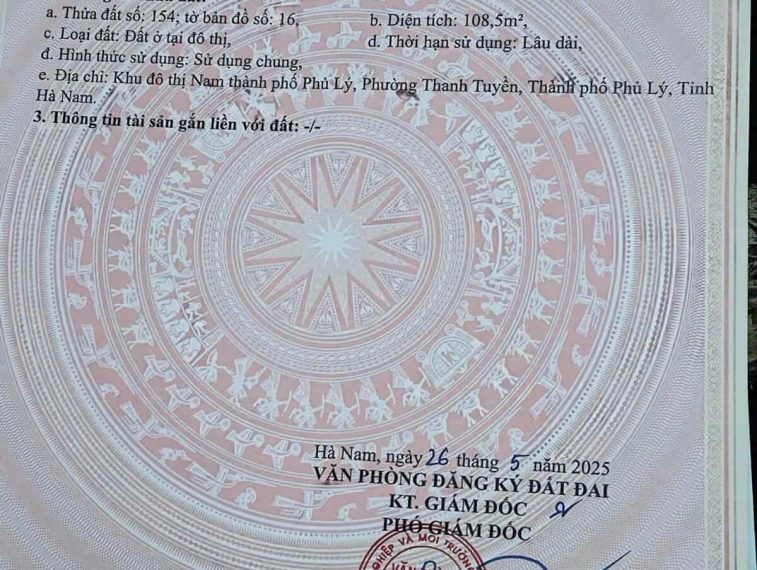 a. Thửa đất số: 154; tờ bản đồ số: 16, b. Diện tích: 108,5m²,
c. Loại đất: Đất ở tại đô thị, d. Thời hạn sử dụng: Lâu dài,
đ. Hình thức sử dụng: Sử dụng chung,
e. Địa chỉ: Khu đô thị Nam thành phố Phủ Lý, Phường Thanh Tuyền, Thành phố Phủ Lý, Tỉnh
Hà Nam.
3. Thông tin tài sản gắn liền với đất: -/-
Hà Nam, ngày 26 tháng 5 năm 2025
VĂN PHÒNG ĐĂNG KÝ ĐẤT ĐAI
KT. GIÁM ĐỐC
PHÓ GIÁM ĐỐC
VÀ MÔI TRƯỜNG
VĂN